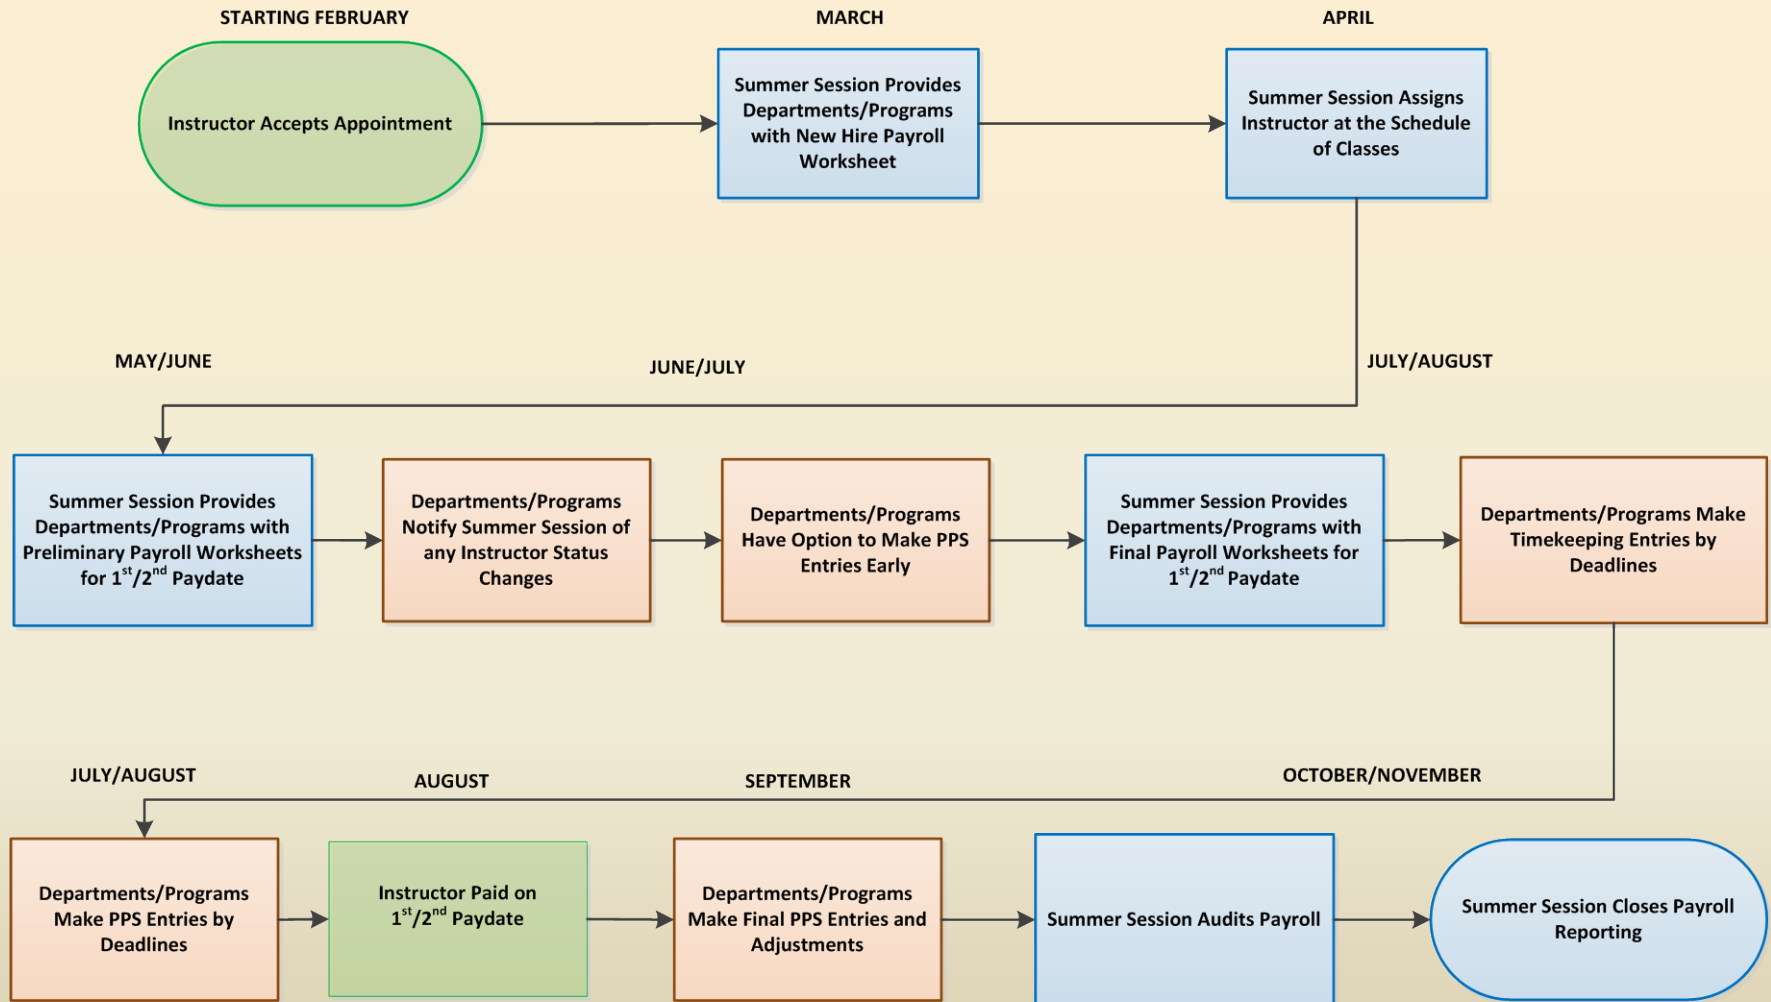 STARTING FEBRUARY
MARCH
APRIL
Instructor Accepts Appointment
Summer Session Provides
Departments/Programs
with New Hire Payroll
Worksheet
Summer Session Assigns
Instructor at the Schedule
of Classes
MAY/JUNE
JUNE/JULY
JULY/AUGUST
Summer Session Provides
Departments/Programs with
Preliminary Payroll Worksheets
for 1st/2nd Paydate
Departments/Programs
Notify Summer Session of
any Instructor Status
Changes
Departments/Programs
Have Option to Make PPS
Entries Early
Summer Session Provides
Departments/Programs with
Final Payroll Worksheets for
1st/2nd Paydate
Departments/Programs Make
Timekeeping Entries by
Deadlines
JULY/AUGUST
AUGUST
SEPTEMBER
OCTOBER/NOVEMBER
Departments/Programs
Make PPS Entries by
Deadlines
Instructor Paid on
1st/2nd Paydate
Departments/Programs
Make Final PPS Entries and
Adjustments
Summer Session Audits Payroll
Summer Session Closes Payroll
Reporting